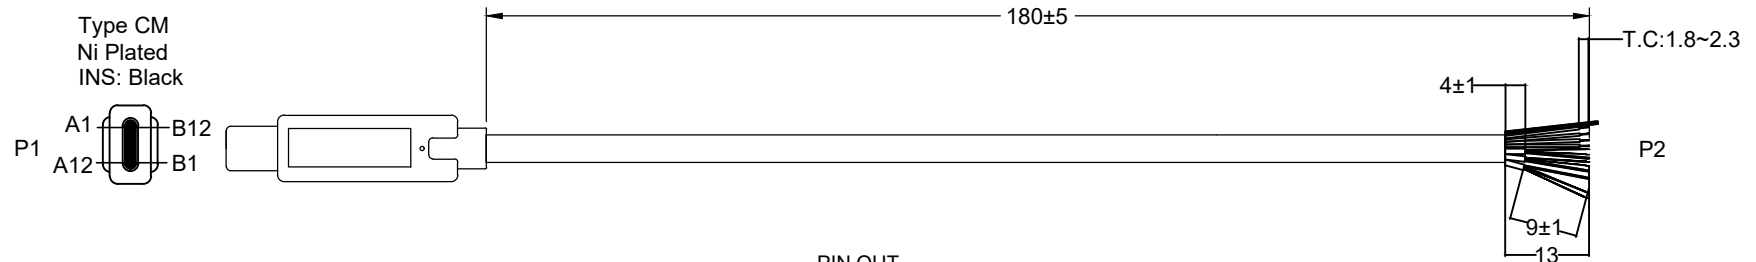 Type CM
Ni Plated
INS: Black
180±5
T.C:1.8~2.3
4±1
A1
B12
P1
A12
B1
P2
9±1
13
PIN OUT